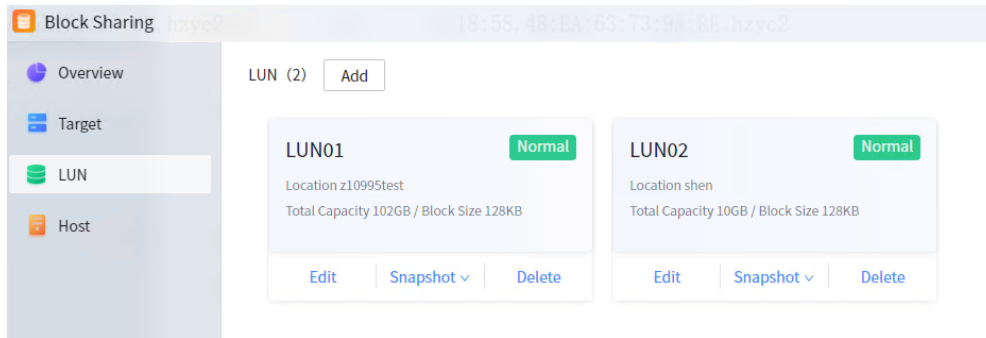 Block Sharing
Overview
Target
LUN
Host
LUN（2） Add
LUN01 Normal
Location z10995test
Total Capacity 102GB / Block Size 128KB
Edit Snapshot Delete
LUN02 Normal
Location shen
Total Capacity 10GB / Block Size 128KB
Edit Snapshot Delete